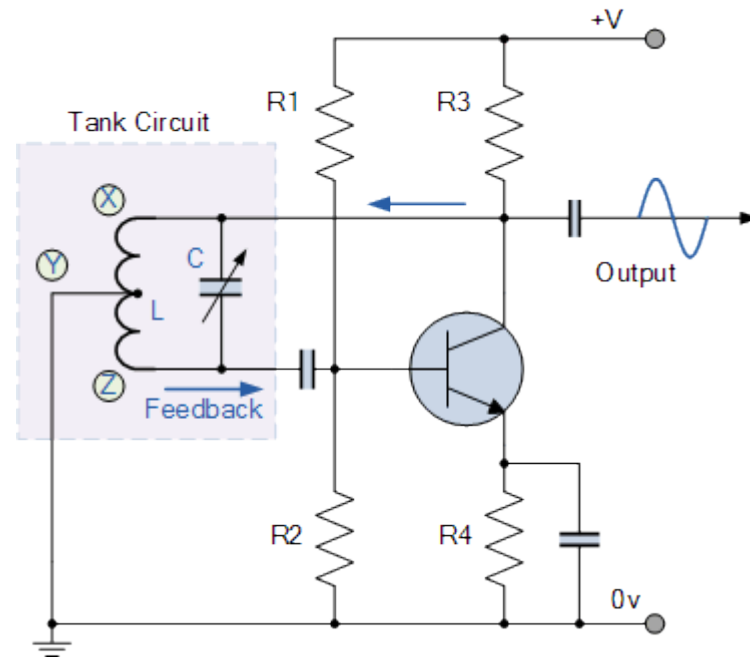 +V
R1
R3
Tank Circuit
X
Y
C
L
Output
Z
Feedback
R2
R4
0v